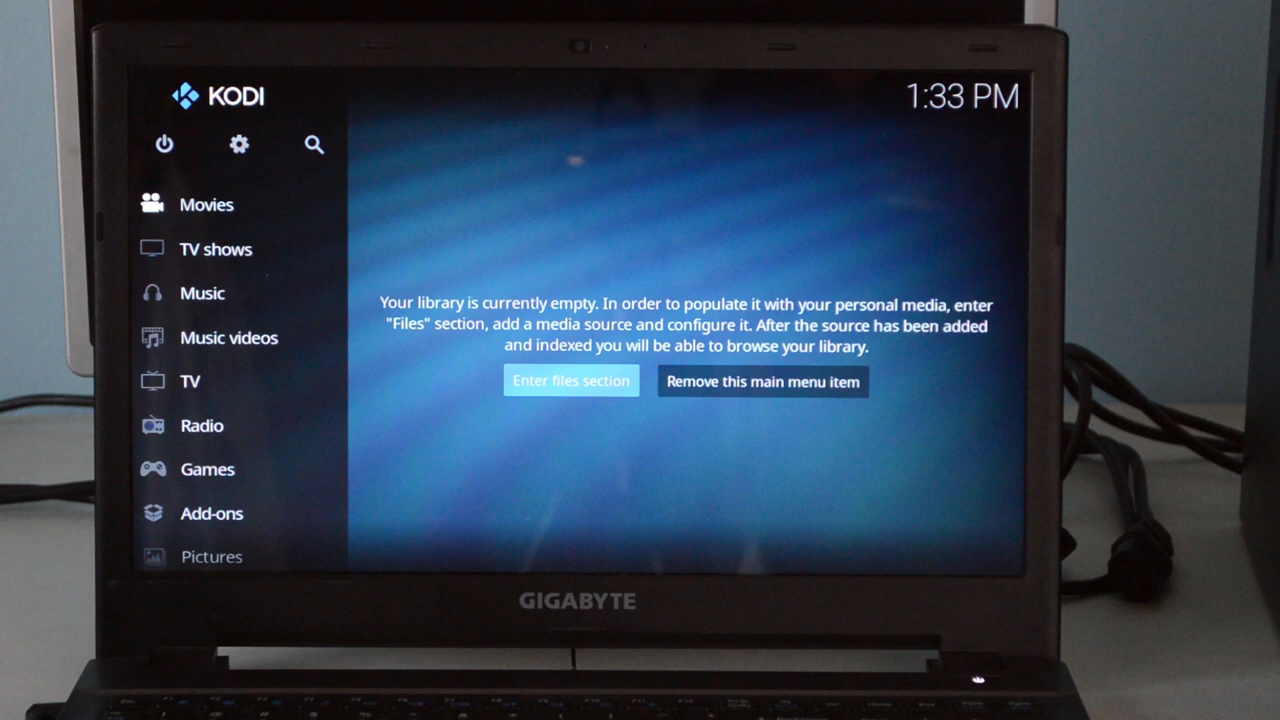 KODI
1:33 PM
Movies
TV shows
Music
Music videos
TV
Radio
Games
Add-ons
Pictures
Your library is currently empty. In order to populate it with your personal media, enter
"Files" section, add a media source and configure it. After the source has been added
and indexed you will be able to browse your library.
Enter files section
Remove this main menu item
GIGABYTE